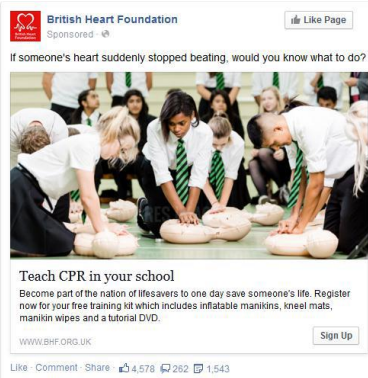 British Heart Foundation
Sponsored ·
Like Page
British Heart
Foundation
If someone's heart suddenly stopped beating, would you know what to do?
Teach CPR in your school
Become part of the nation of lifesavers to one day save someone's life. Register
now for your free training kit which includes inflatable manikins, kneel mats,
manikin wipes and a tutorial DVD.
WWW.BHF.ORG.UK
Sign Up
Like · Comment · Share · 4,578 262 1,543